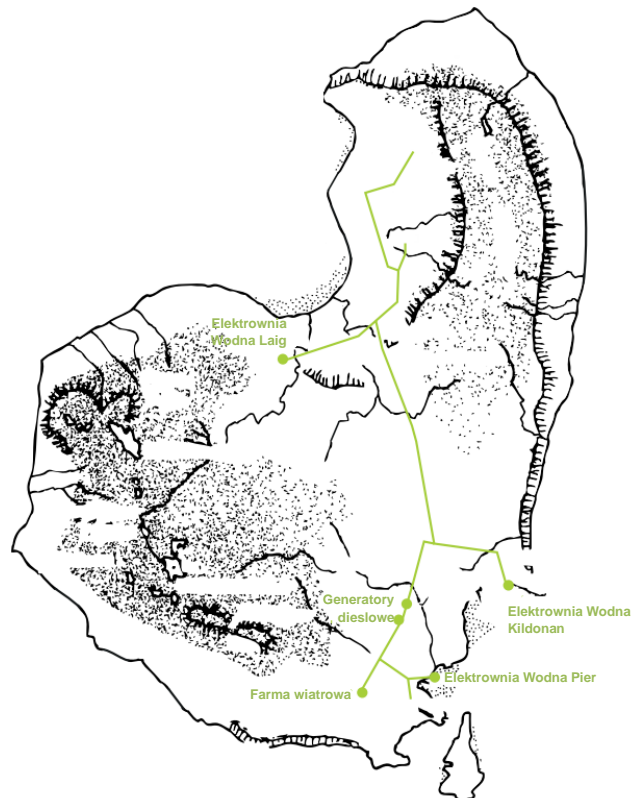 Elektrownia
Wodna Laig
Generatory
dieslowe
Elektrownia Wodna
Kildonan
Elektrownia Wodna Pier
Farma wiatrowa